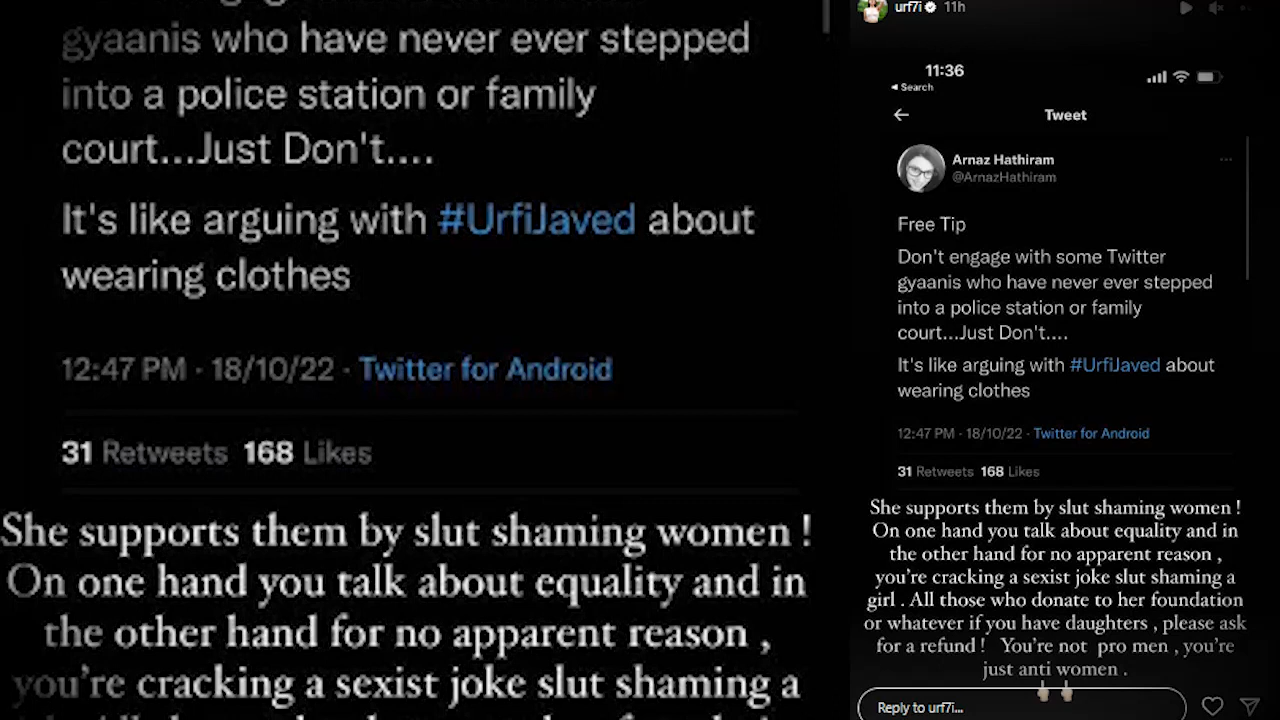 gyaanis who have never ever stepped
into a police station or family
court...Just Don't....
It's like arguing with #UrfiJaved about
wearing clothes
12:47 PM · 18/10/22 · Twitter for Android
31 Retweets 168 Likes
She supports them by slut shaming women !
On one hand you talk about equality and in
the other hand for no apparent reason ,
you're cracking a sexist joke slut shaming a
urf7i 11h
11:36
Search
Tweet
Arnaz Hathiram
@ArnazHathiram
Free Tip
Don't engage with some Twitter
gyaanis who have never ever stepped
into a police station or family
court...Just Don't....
It's like arguing with #UrfiJaved about
wearing clothes
12:47 PM · 18/10/22 · Twitter for Android
31 Retweets 168 Likes
She supports them by slut shaming women !
On one hand you talk about equality and in
the other hand for no apparent reason ,
you're cracking a sexist joke slut shaming a
girl . All those who donate to her foundation
or whatever if you have daughters , please ask
for a refund ! You're not pro men , you're
just anti women .
Reply to urf7i...